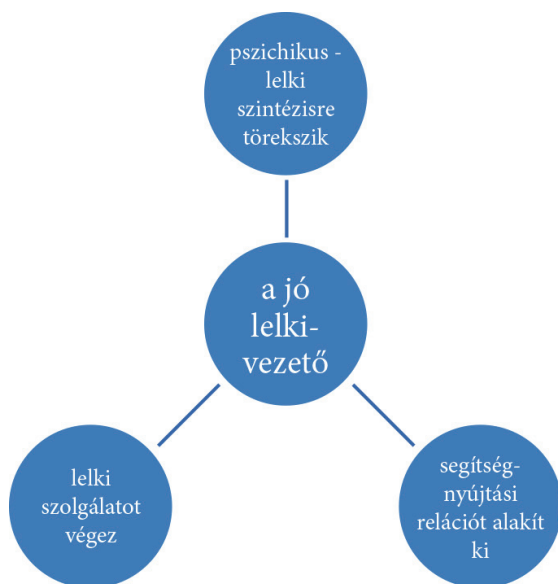 pszichikus -
lelki
szintézisre
törekszik
a jó
lelki-
vezető
lelki
szolgálatot
végez
segítség-
nyújtási
relációt alakít
ki